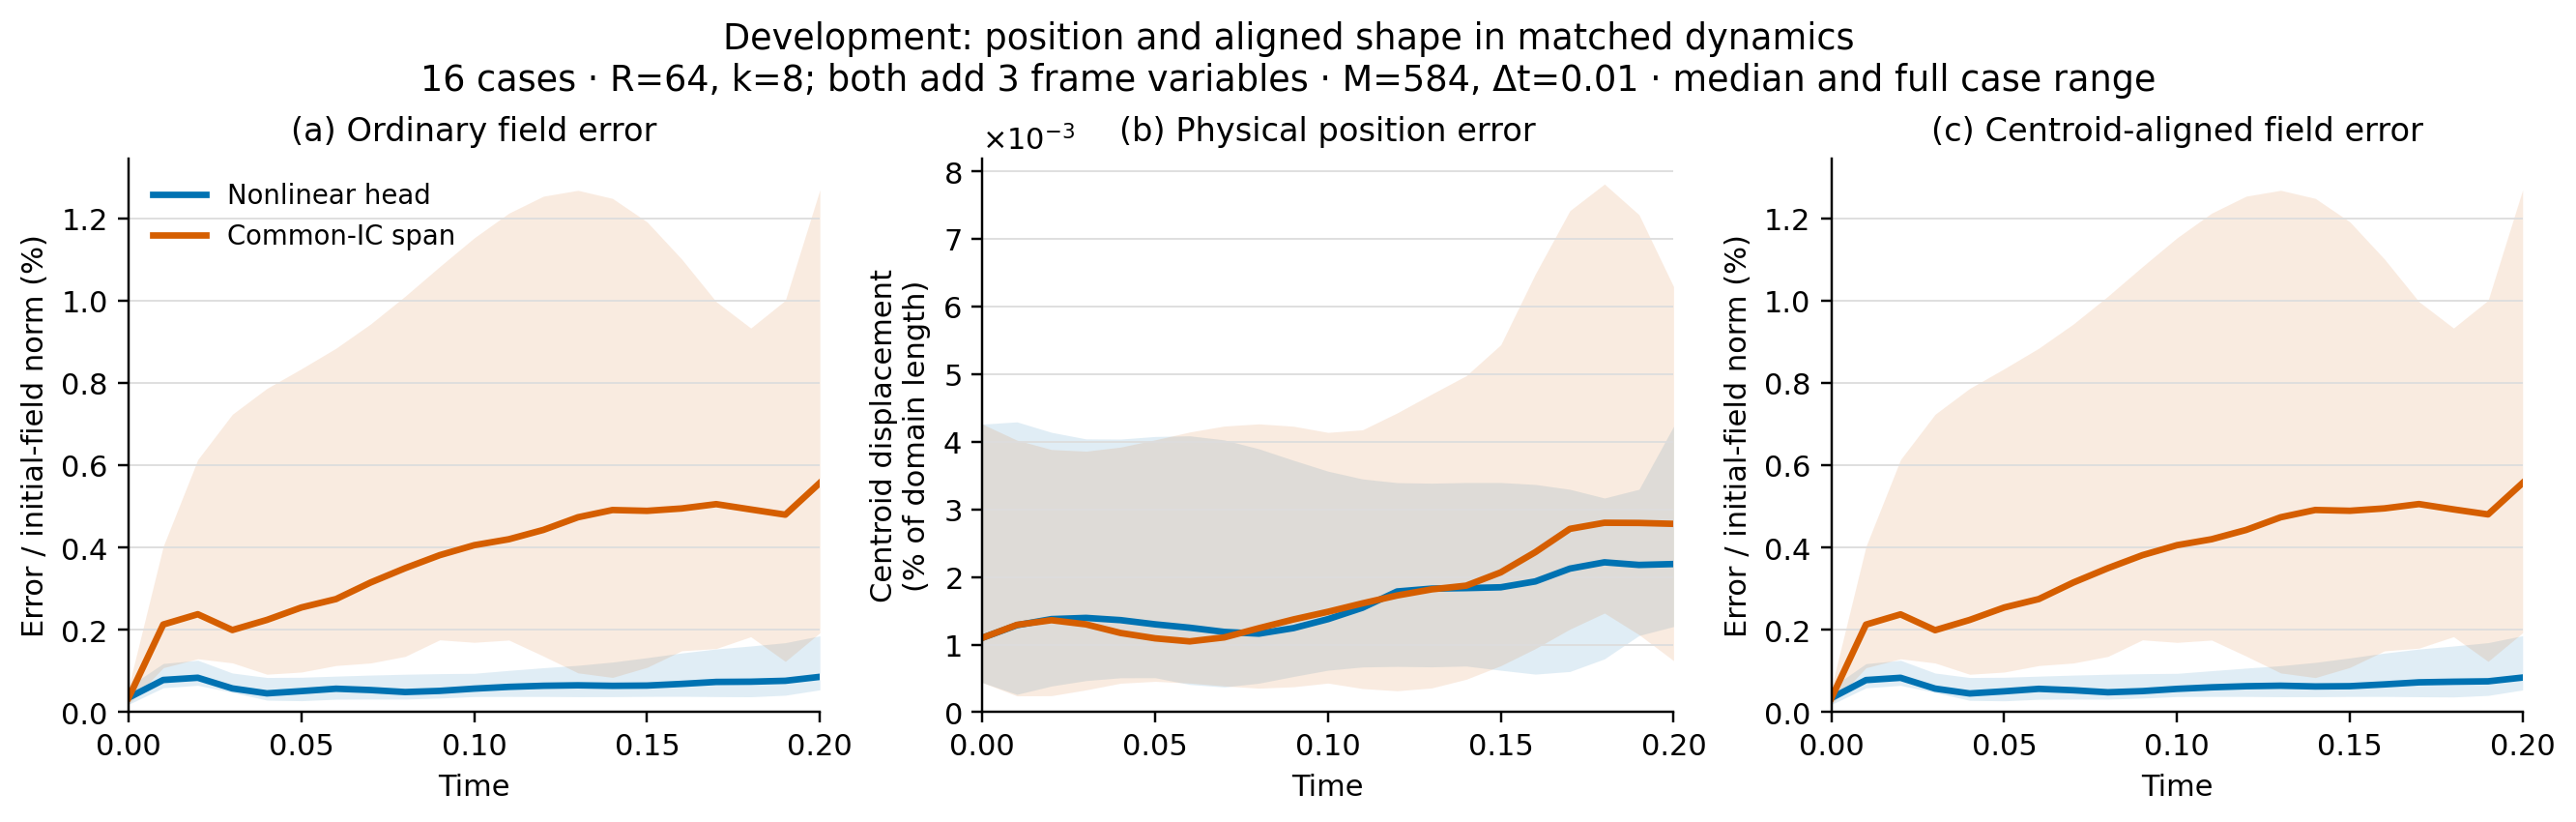 Development: position and aligned shape in matched dynamics
16 cases · R=64, k=8; both add 3 frame variables · M=584, Δt=0.01 · median and full case range
(a) Ordinary field error
Nonlinear head
Common-IC span
Error / initial-field norm (%)
1.2
1.0
0.8
0.6
0.4
0.2
0.0
0.00 0.05 0.10 0.15 0.20
Time
(b) Physical position error
×10⁻³
Centroid displacement
(% of domain length)
8
7
6
5
4
3
2
1
0
0.00 0.05 0.10 0.15 0.20
Time
(c) Centroid-aligned field error
Error / initial-field norm (%)
1.2
1.0
0.8
0.6
0.4
0.2
0.0
0.00 0.05 0.10 0.15 0.20
Time